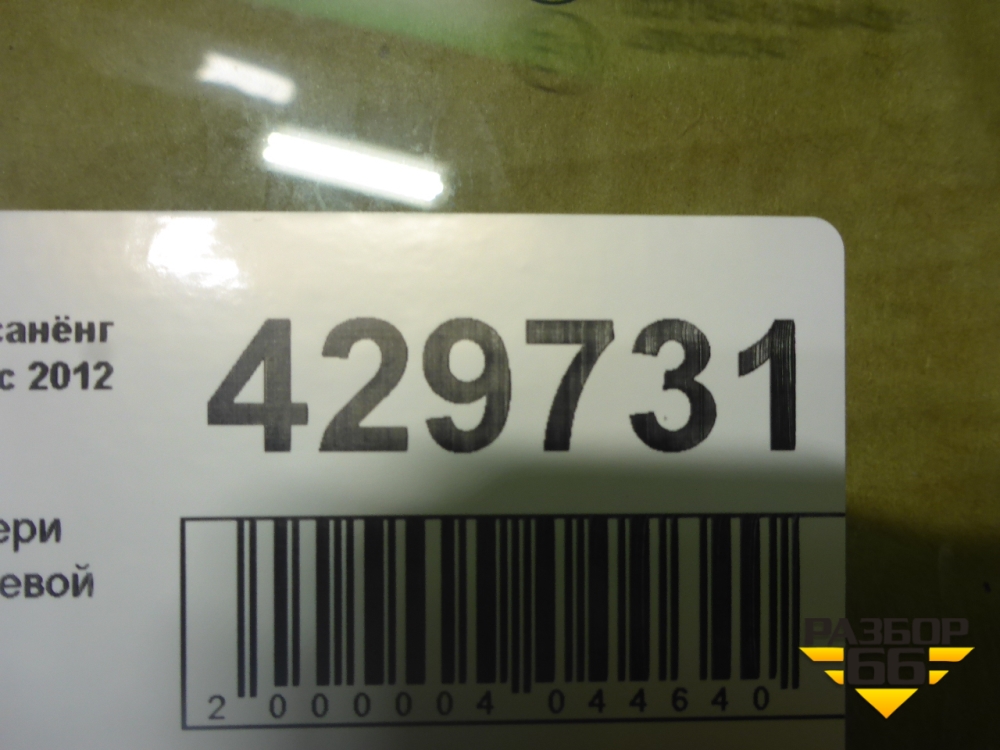 санёнг
429731
с 2012
ери
евой
2 000004 044640
РАЗБОР
66